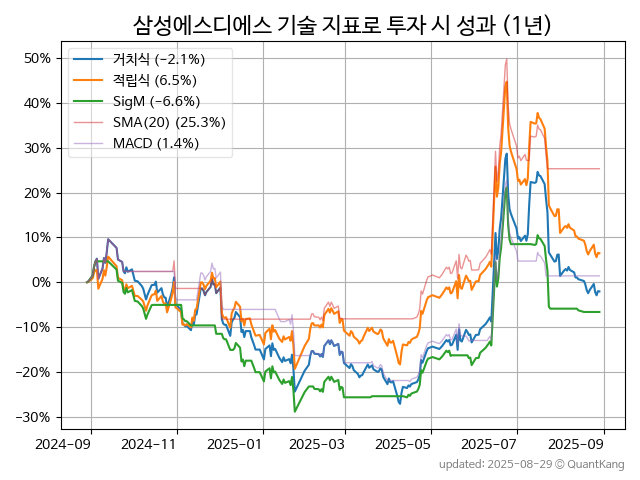 삼성에스디에스 기술 지표로 투자 시 성과 (1년)
50%
40%
30%
20%
10%
0%
−10%
−20%
−30%
거치식 (−2.1%)
적립식 (6.5%)
SigM (−6.6%)
SMA(20) (25.3%)
MACD (1.4%)
2024-09 2024-11 2025-01 2025-03 2025-05 2025-07 2025-09
updated: 2025-08-29 © QuantKang